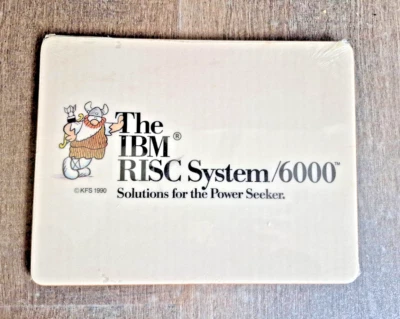 The
IBM®
RISC System/6000™
Solutions for the Power Seeker.
© KFS 1990